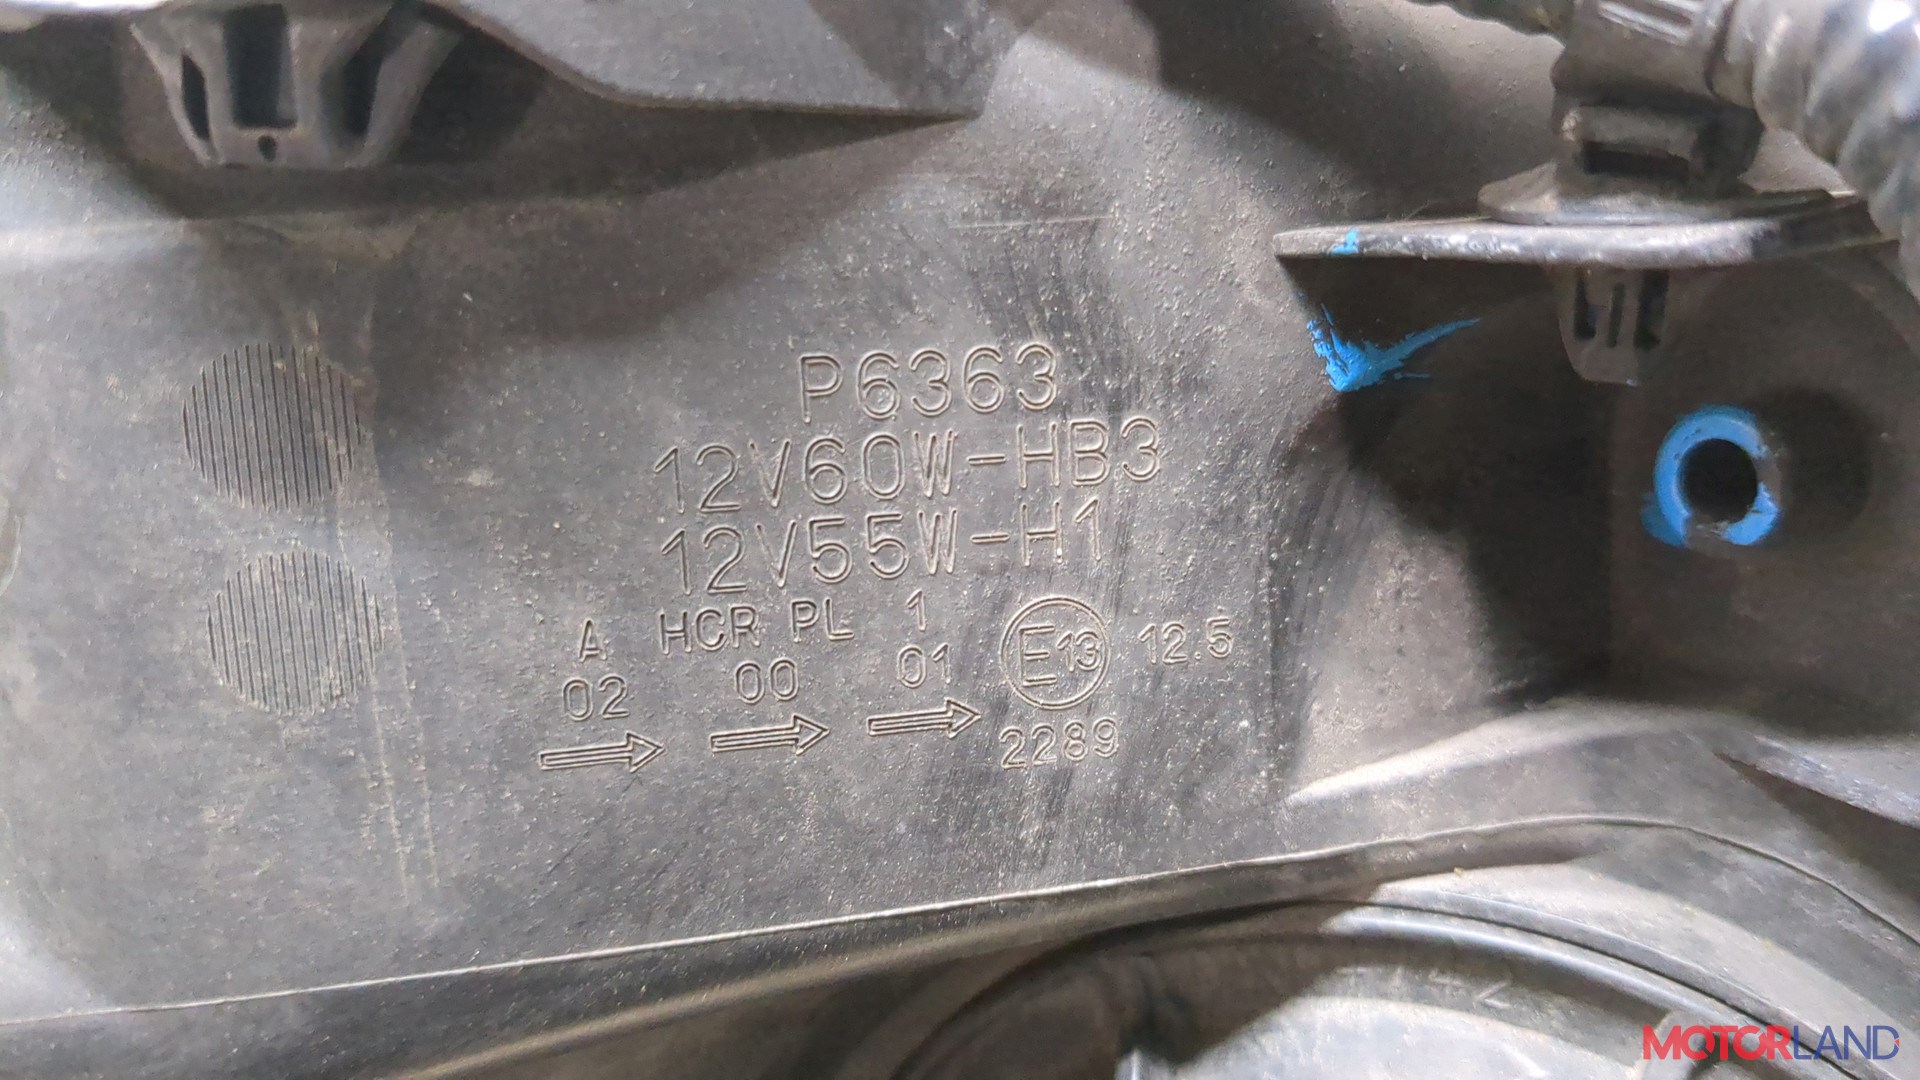 P6363
12V60W-HB3
12V55W-H1
A HCR PL 1
02 00 01 E13 12.5
2289
MOTORLAND